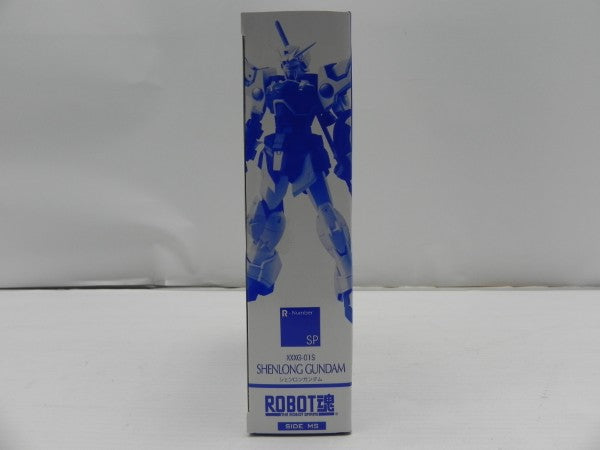 R-Number
SP
XXXG-01S
SHENLONG GUNDAM
シェンロンガンダム
ROBOT魂
THE ROBOT SPIRITS
SIDE MS